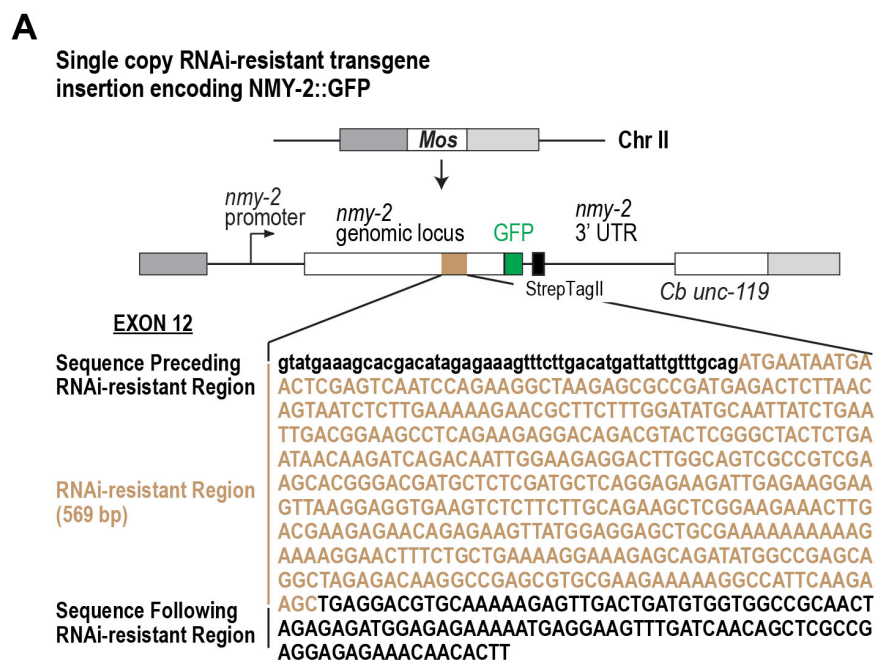 A
Single copy RNAi-resistant transgene
insertion encoding NMY-2::GFP
Mos
Chr II
nmy-2
promoter
nmy-2
genomic locus
GFP
nmy-2
3' UTR
StrepTagII
Cb unc-119
EXON 12
Sequence Preceding
RNAi-resistant Region
gtatgaaagcacgacatagagaaagtttcttgacatgattattgtttgcagATGAATAATGA
ACTCGAGTCAATCCAGAAGGCTAAGAGCGCCGATGAGACTCTTAAC
AGTAATCTCTTGAAAAAGAACGCTTCTTTGGATATGCAATTATCTGAA
TTGACGGAAGCCTCAGAAGAGGACAGACGTACTCGGGCTACTCTGA
ATAACAAGATCAGACAATTGGAAGAGGACTTGGCAGTCGCCGTCGA
AGCACGGGACGATGCTCTCGATGCTCAGGAGAAGATTGAGAAGGAA
GTTAAGGAGGTGAAGTCTCTTGCAGAAGCTCGGAAGAAACTTG
ACGAAGAGAACAGAGAAGTTATGGAGGAGCTGCGAAAAAAAAAAG
AAAAGGAACTTTCTGCTGAAAAGGAAAGAGCAGATATGGCCGAGCA
GGCTAGAGACAAGGCCGAGCGTGCGAAGAAAAAGGCCATTCAAGA
AGCTGAGGACGTGCAAAAAGAGTTGACTGATGTGGTGGCCGCAACT
AGAGAGATGGAGAGAAAAATGAGGAAGTTTGATCAACAGCTCGCCG
AGGAGAGAAACAACACTT
RNAi-resistant Region
(569 bp)
Sequence Following
RNAi-resistant Region